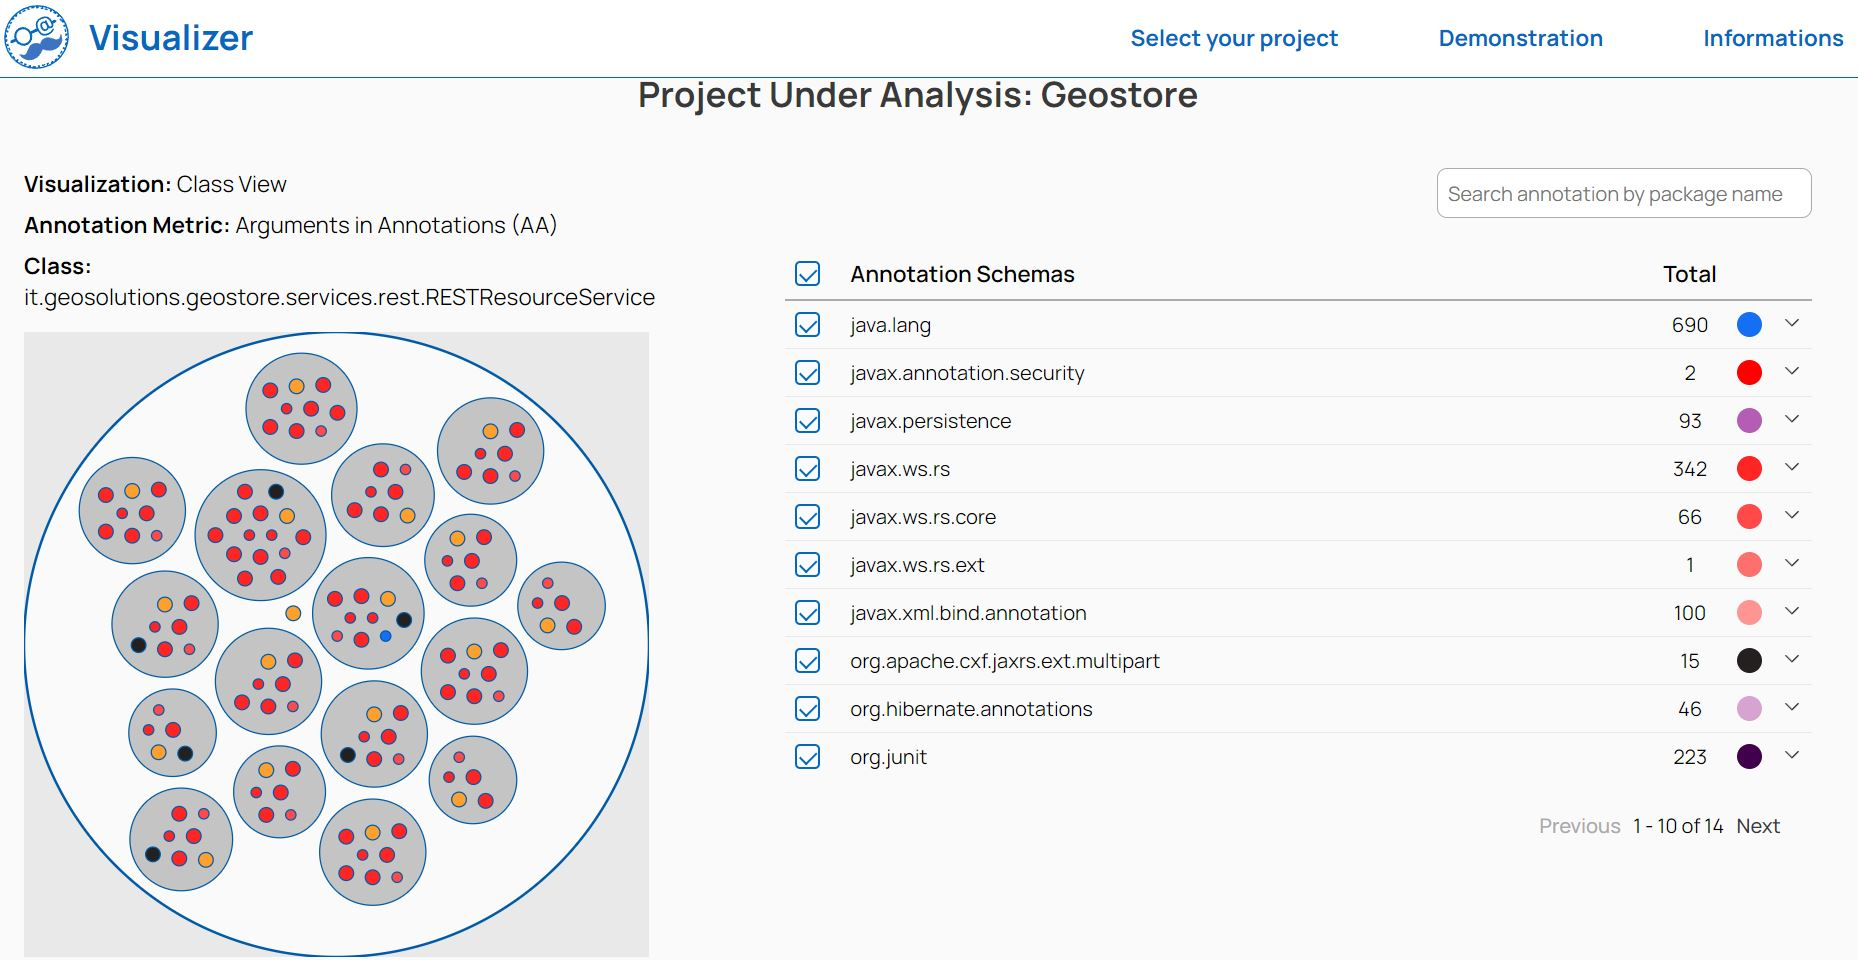 Visualizer
Select your project
Demonstration
Informations
Project Under Analysis: Geostore
Visualization: Class View
Annotation Metric: Arguments in Annotations (AA)
Class:
it.geosolutions.geostore.services.rest.RESTResourceService
Search annotation by package name
Annotation Schemas Total
java.lang 690
javax.annotation.security 2
javax.persistence 93
javax.ws.rs 342
javax.ws.rs.core 66
javax.ws.rs.ext 1
javax.xml.bind.annotation 100
org.apache.cxf.jaxrs.ext.multipart 15
org.hibernate.annotations 46
org.junit 223
Previous 1 - 10 of 14 Next